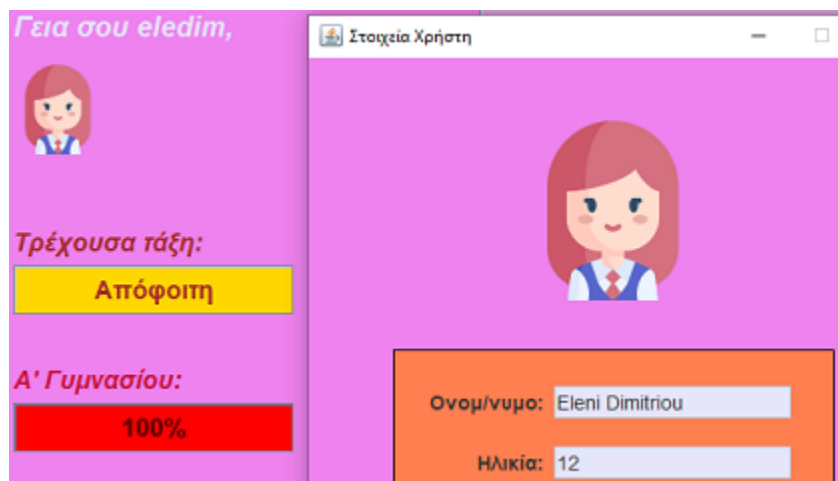 Γεια σου eledim,
Τρέχουσα τάξη:
Απόφοιτη
Α' Γυμνασίου:
100%
Στοιχεία Χρήστη
Ονομ/νυμο: Eleni Dimitriou
Ηλικία: 12